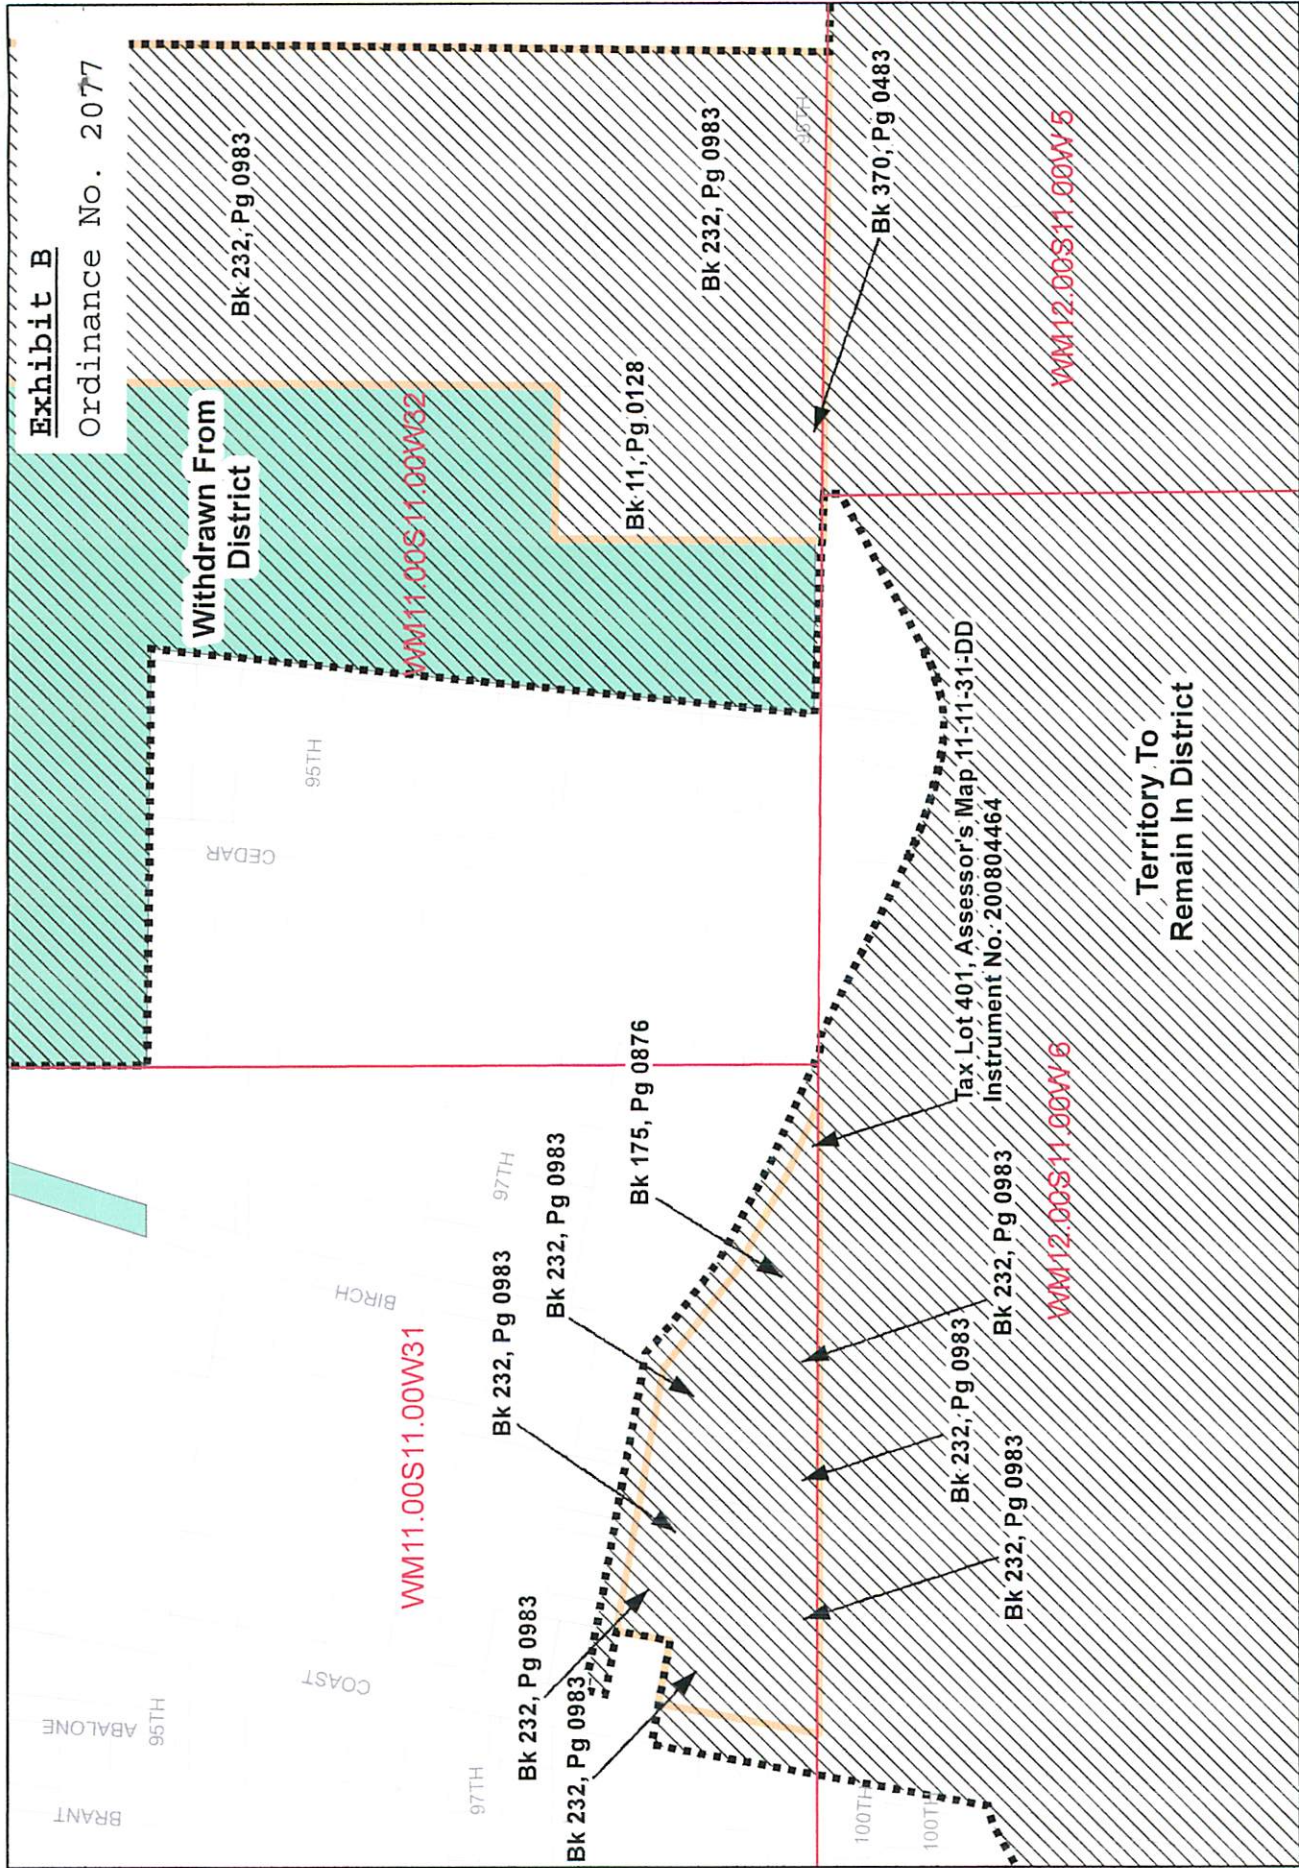 Exhibit B
Ordinance No. 2077
Withdrawn From
District
Bk 232, Pg 0983
WM11.00S11.00W32
Bk 11, Pg 0128
Bk 232, Pg 0983
98TH
Bk 370, Pg 0483
WM12.00S11.00W5
95TH
CEDAR
BRANT
ABALONE
95TH
COAST
BIRCH
WM11.00S11.00W31
97TH
97TH
Bk 232, Pg 0983
Bk 232, Pg 0983
Bk 232, Pg 0983
Bk 232, Pg 0983
Bk 175, Pg 0876
Tax Lot 401, Assessor's Map 11-11-31-DD
Instrument No. 200804464
100TH
100TH
Bk 232, Pg 0983
Bk 232, Pg 0983
Bk 232, Pg 0983
WM12.00S11.00W6
Territory To
Remain In District